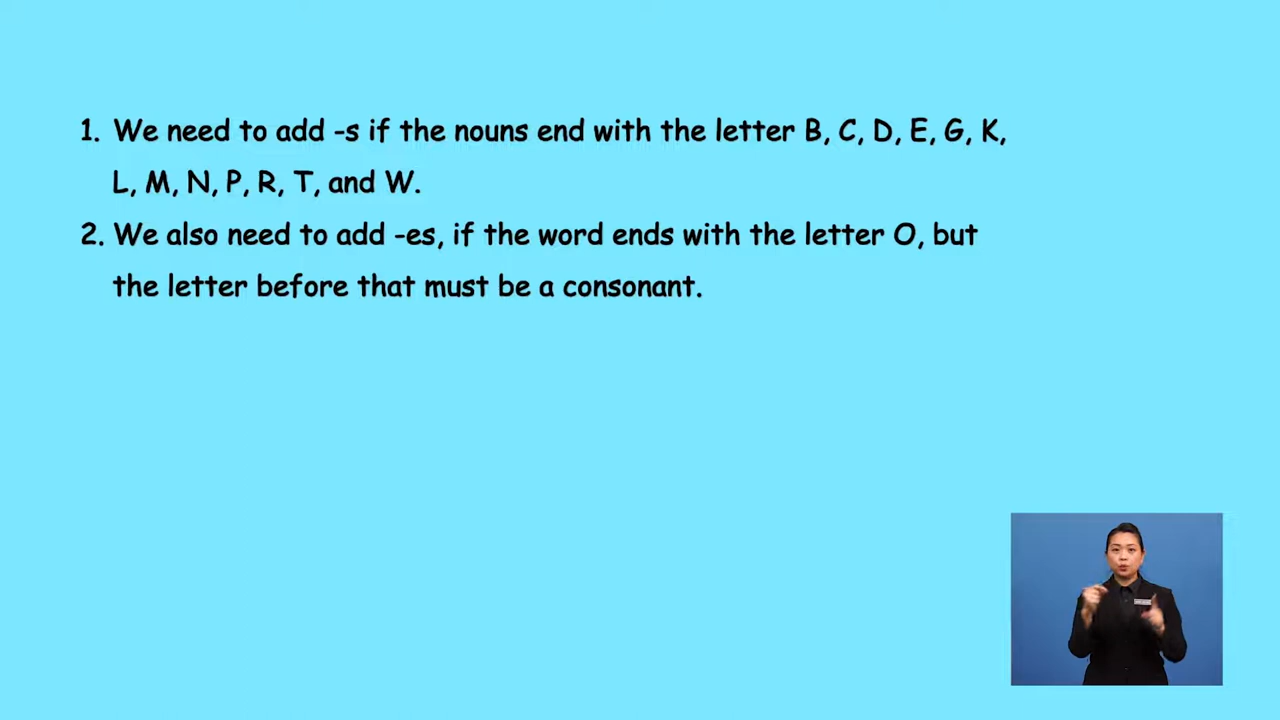 1. We need to add -s if the nouns end with the letter B, C, D, E, G, K,
L, M, N, P, R, T, and W.
2. We also need to add -es, if the word ends with the letter O, but
the letter before that must be a consonant.